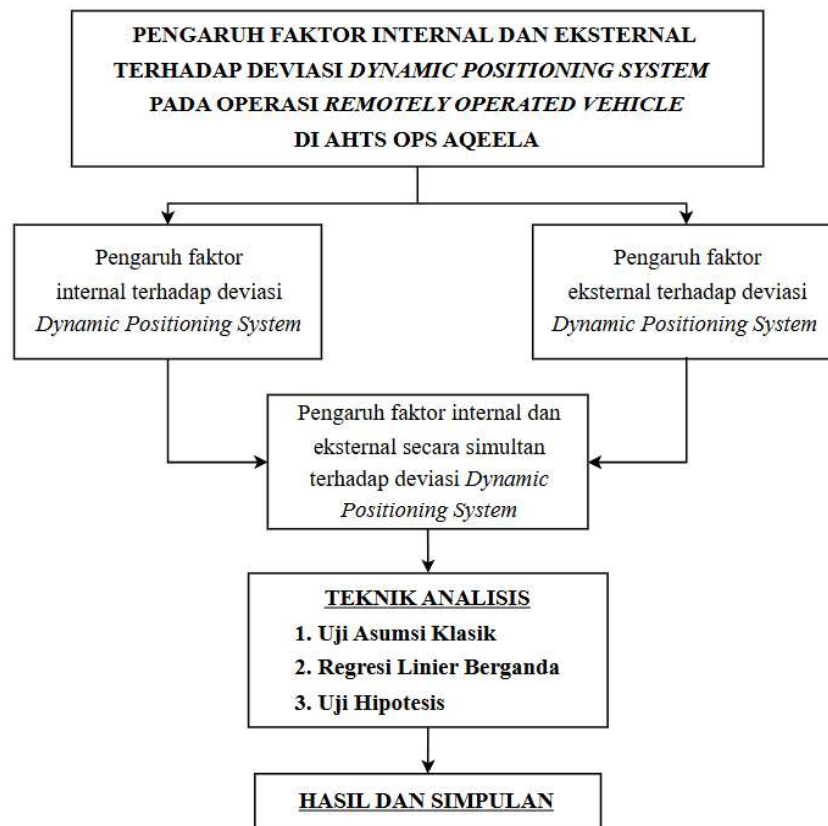 PENGARUH FAKTOR INTERNAL DAN EKSTERNAL
TERHADAP DEVIASI DYNAMIC POSITIONING SYSTEM
PADA OPERASI REMOTELY OPERATED VEHICLE
DI AHTS OPS AQEELA
Pengaruh faktor
internal terhadap deviasi
Dynamic Positioning System
Pengaruh faktor
eksternal terhadap deviasi
Dynamic Positioning System
Pengaruh faktor internal dan
eksternal secara simultan
terhadap deviasi Dynamic
Positioning System
TEKNIK ANALISIS
1. Uji Asumsi Klasik
2. Regresi Linier Berganda
3. Uji Hipotesis
HASIL DAN SIMPULAN